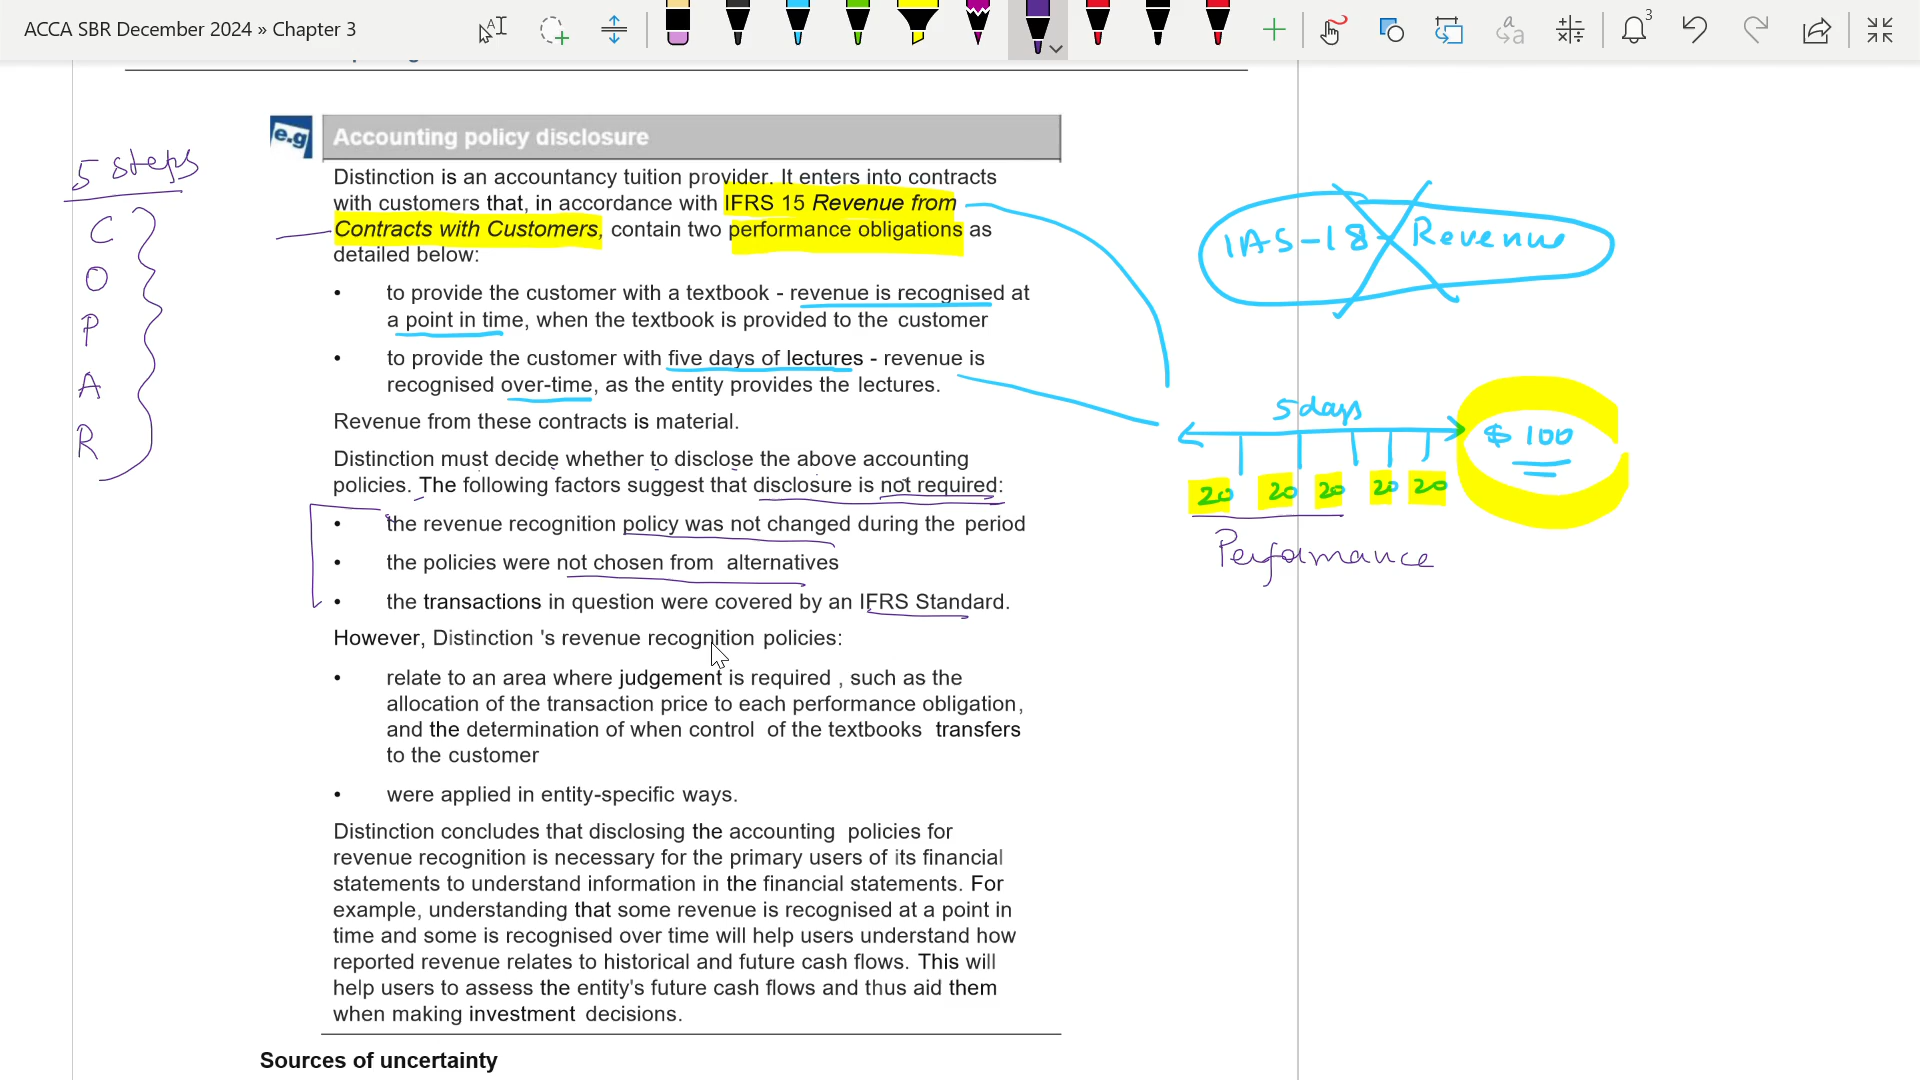 ACCA SBR December 2024 » Chapter 3
3
e.g Accounting policy disclosure
Distinction is an accountancy tuition provider. It enters into contracts
with customers that, in accordance with IFRS 15 Revenue from
Contracts with Customers, contain two performance obligations as
detailed below:
• to provide the customer with a textbook - revenue is recognised at
a point in time, when the textbook is provided to the customer
• to provide the customer with five days of lectures - revenue is
recognised over-time, as the entity provides the lectures.
Revenue from these contracts is material.
Distinction must decide whether to disclose the above accounting
policies. The following factors suggest that disclosure is not required:
• the revenue recognition policy was not changed during the period
• the policies were not chosen from alternatives
• the transactions in question were covered by an IFRS Standard.
However, Distinction 's revenue recognition policies:
• relate to an area where judgement is required , such as the
allocation of the transaction price to each performance obligation,
and the determination of when control of the textbooks transfers
to the customer
• were applied in entity-specific ways.
Distinction concludes that disclosing the accounting policies for
revenue recognition is necessary for the primary users of its financial
statements to understand information in the financial statements. For
example, understanding that some revenue is recognised at a point in
time and some is recognised over time will help users understand how
reported revenue relates to historical and future cash flows. This will
help users to assess the entity's future cash flows and thus aid them
when making investment decisions.
Sources of uncertainty
5 steps
C
O
P
A
R
IAS-18 - Revenue
5 days
$ 100
20 20 20 20 20
Performance